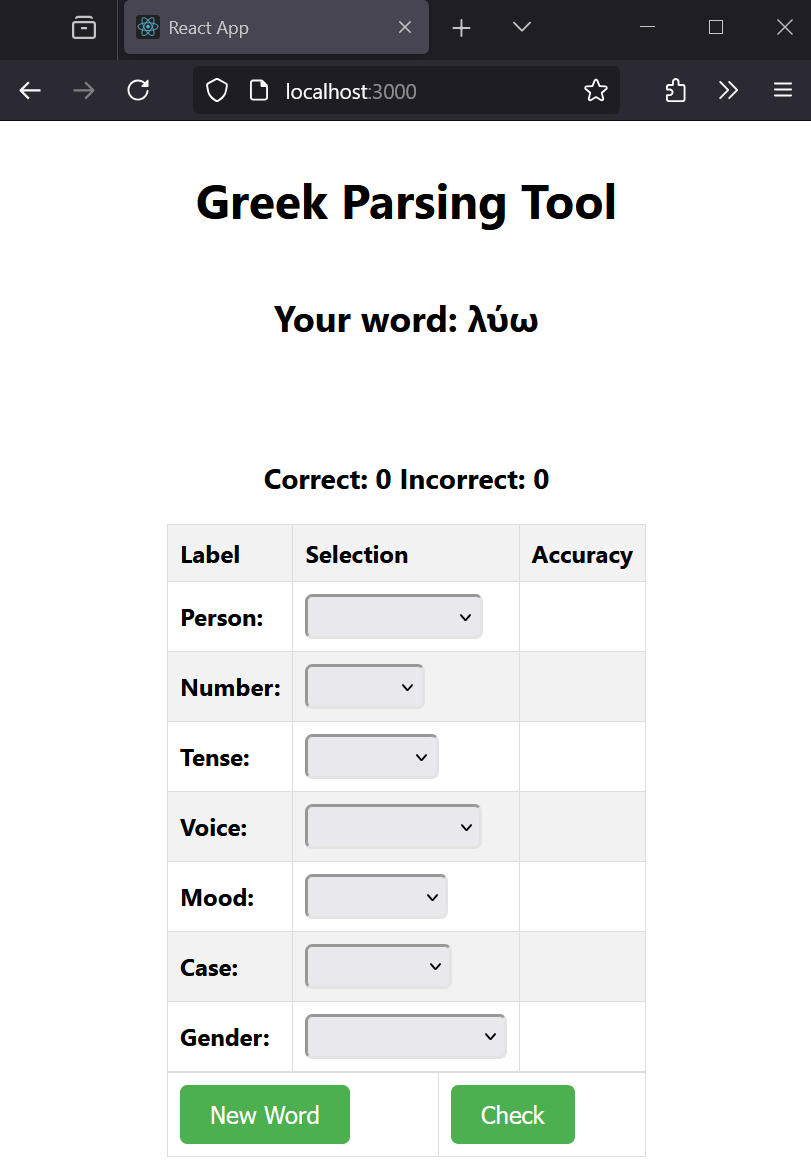 React App
localhost:3000
Greek Parsing Tool
Your word: λύω
Correct: 0 Incorrect: 0
Label Selection Accuracy
Person:
Number:
Tense:
Voice:
Mood:
Case:
Gender:
New Word Check